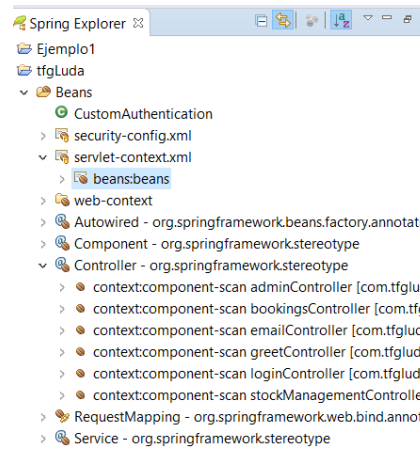 Spring Explorer
Ejemplo1
tfgLuda
Beans
CustomAuthentication
security-config.xml
servlet-context.xml
beans:beans
web-context
Autowired - org.springframework.beans.factory.annotat
Component - org.springframework.stereotype
Controller - org.springframework.stereotype
context:component-scan adminController [com.tfglu
context:component-scan bookingsController [com.tf
context:component-scan emailController [com.tfglud
context:component-scan greetController [com.tfglud
context:component-scan loginController [com.tfglud
context:component-scan stockManagementControlle
RequestMapping - org.springframework.web.bind.annot
Service - org.springframework.stereotype